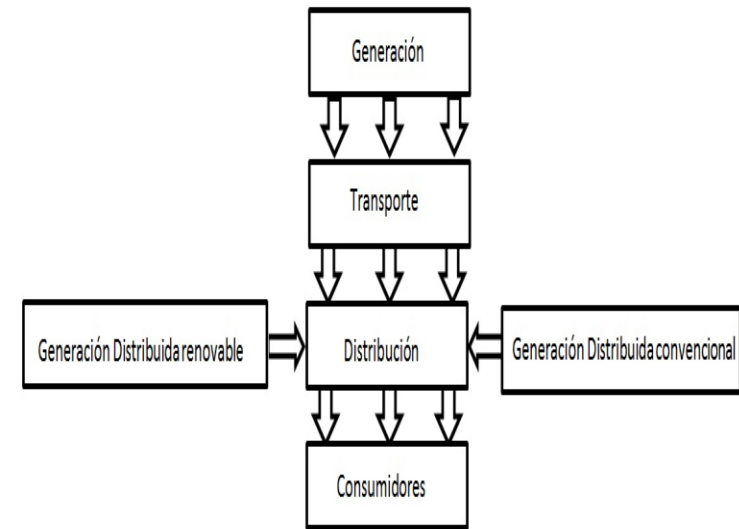 Generación
Transporte
Generación Distribuida renovable
Distribución
Generación Distribuida convencional
Consumidores